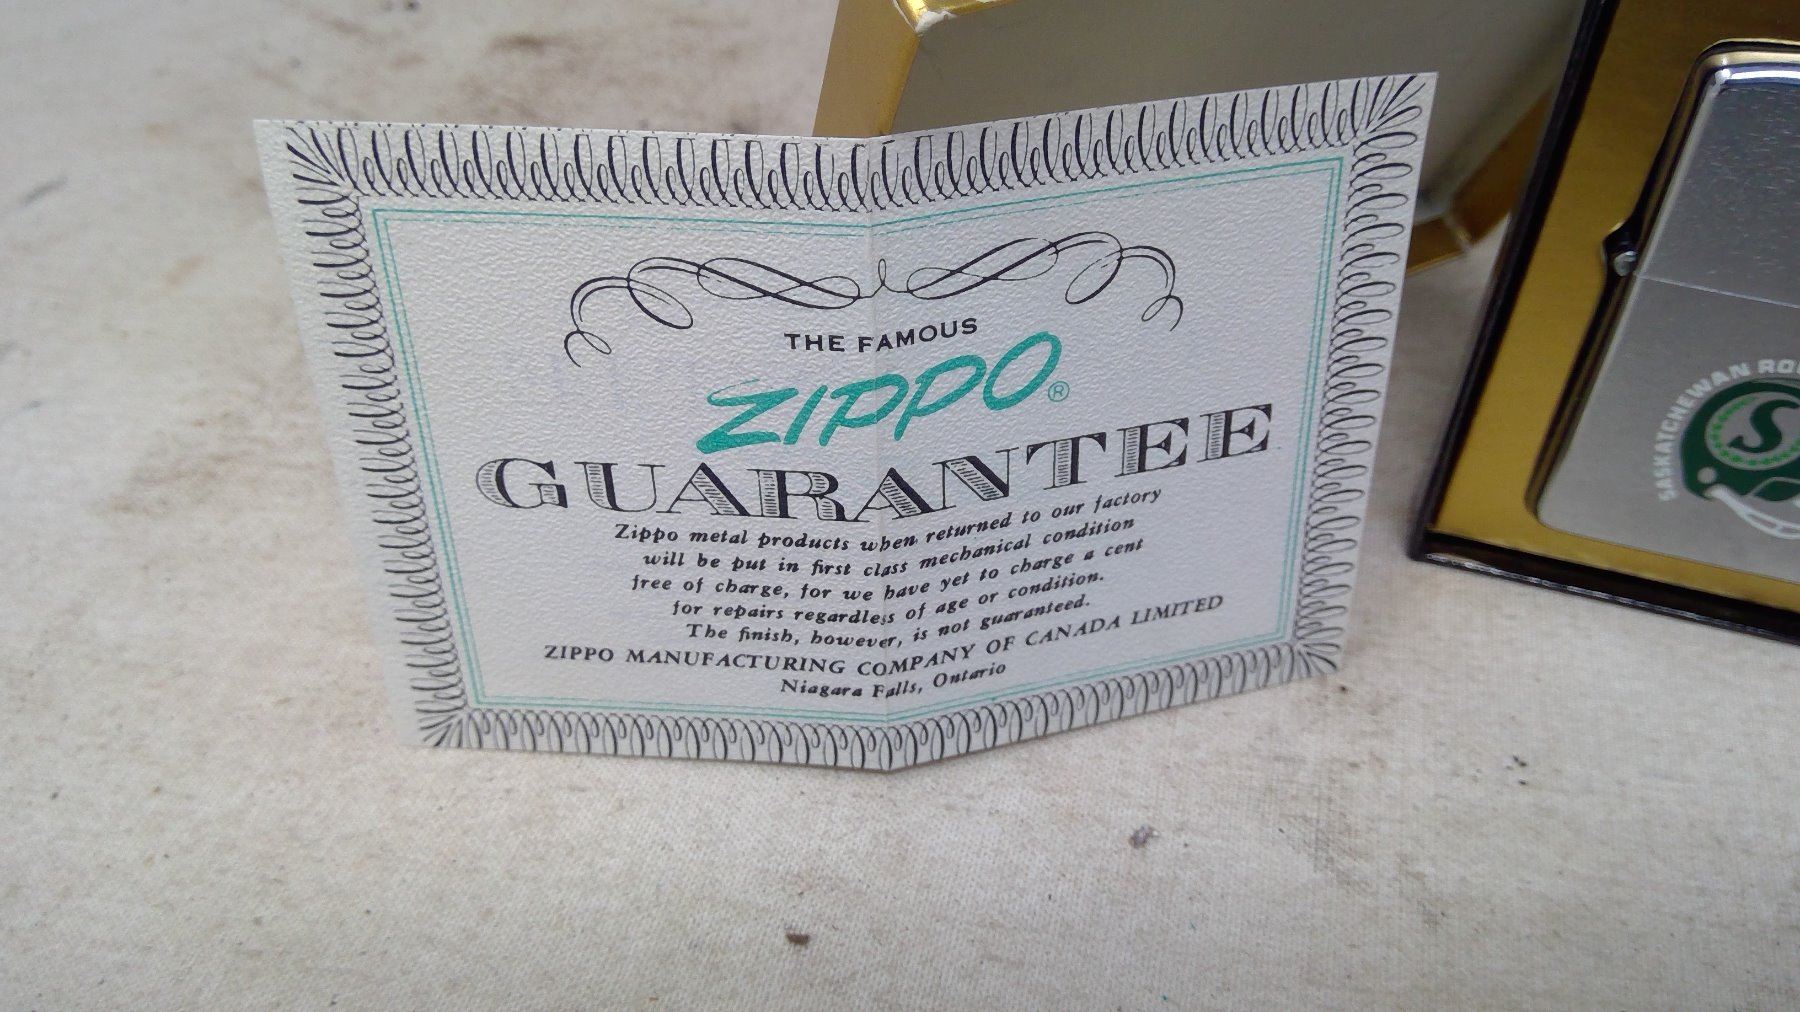 THE FAMOUS
ZIPPO®
GUARANTEE
Zippo metal products when returned to our factory
will be put in first class mechanical condition
free of charge, for we have yet to charge a cent
for repairs regardless of age or condition.
The finish, however, is not guaranteed.
ZIPPO MANUFACTURING COMPANY OF CANADA LIMITED
Niagara Falls, Ontario
SASKATCHEWAN ROU
S